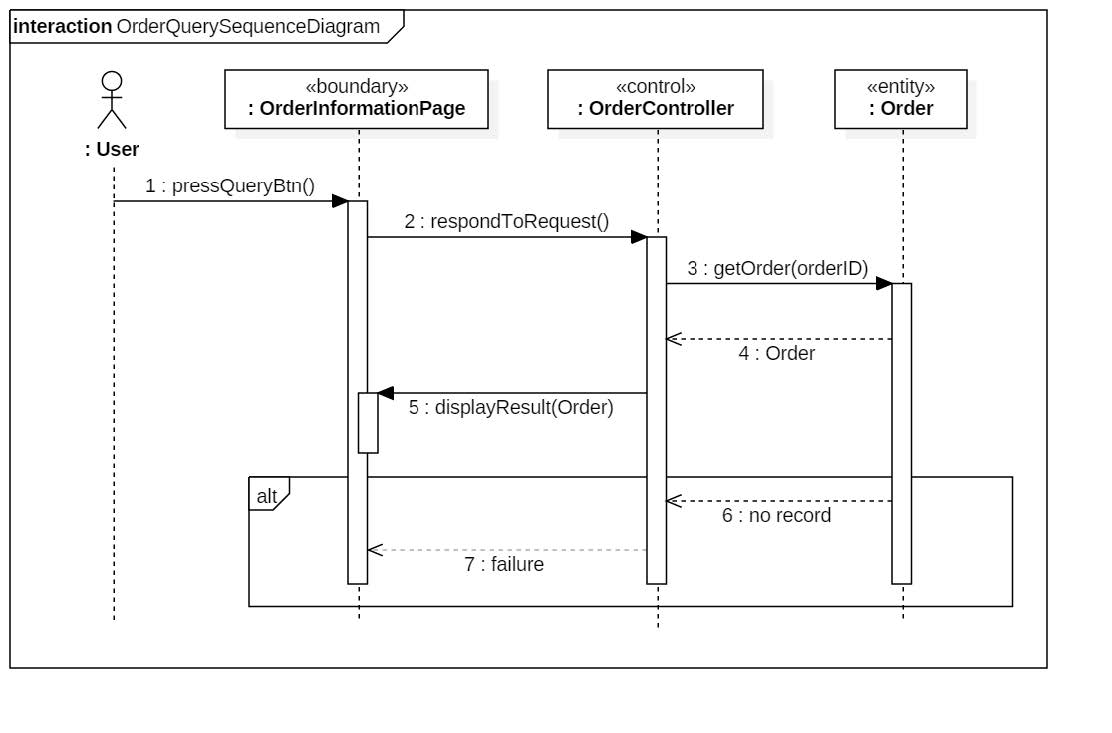 interaction OrderQuerySequenceDiagram
«boundary»
: OrderInformationPage
«control»
: OrderController
«entity»
: Order
: User
1 : pressQueryBtn()
2 : respondToRequest()
3 : getOrder(orderID)
4 : Order
5 : displayResult(Order)
alt
6 : no record
7 : failure